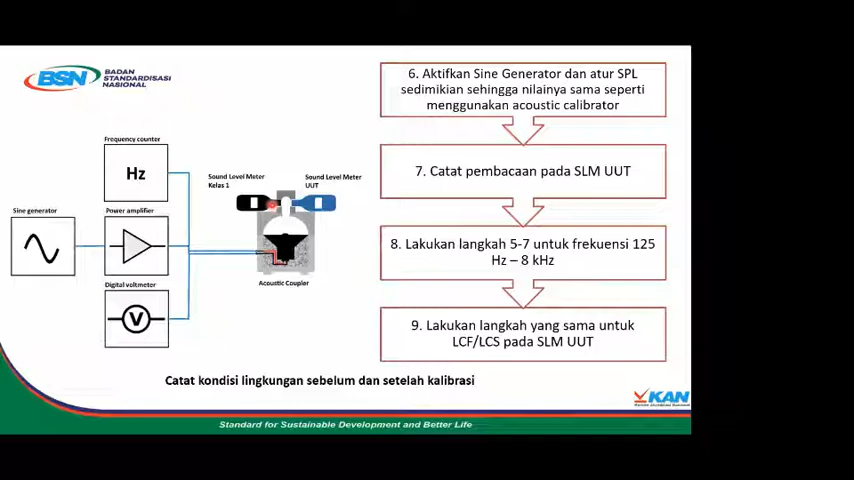 BSN
BADAN
STANDARDISASI
NASIONAL
Frequency counter
Hz
Sine generator
Power amplifier
Digital voltmeter
V
Sound Level Meter
Kelas 1
Sound Level Meter
UUT
Acoustic Coupler
6. Aktifkan Sine Generator dan atur SPL
sedimikian sehingga nilainya sama seperti
menggunakan acoustic calibrator
7. Catat pembacaan pada SLM UUT
8. Lakukan langkah 5-7 untuk frekuensi 125
Hz – 8 kHz
9. Lakukan langkah yang sama untuk
LCF/LCS pada SLM UUT
Catat kondisi lingkungan sebelum dan setelah kalibrasi
KAN
Komite Akreditasi Nasional
Standard for Sustainable Development and Better Life